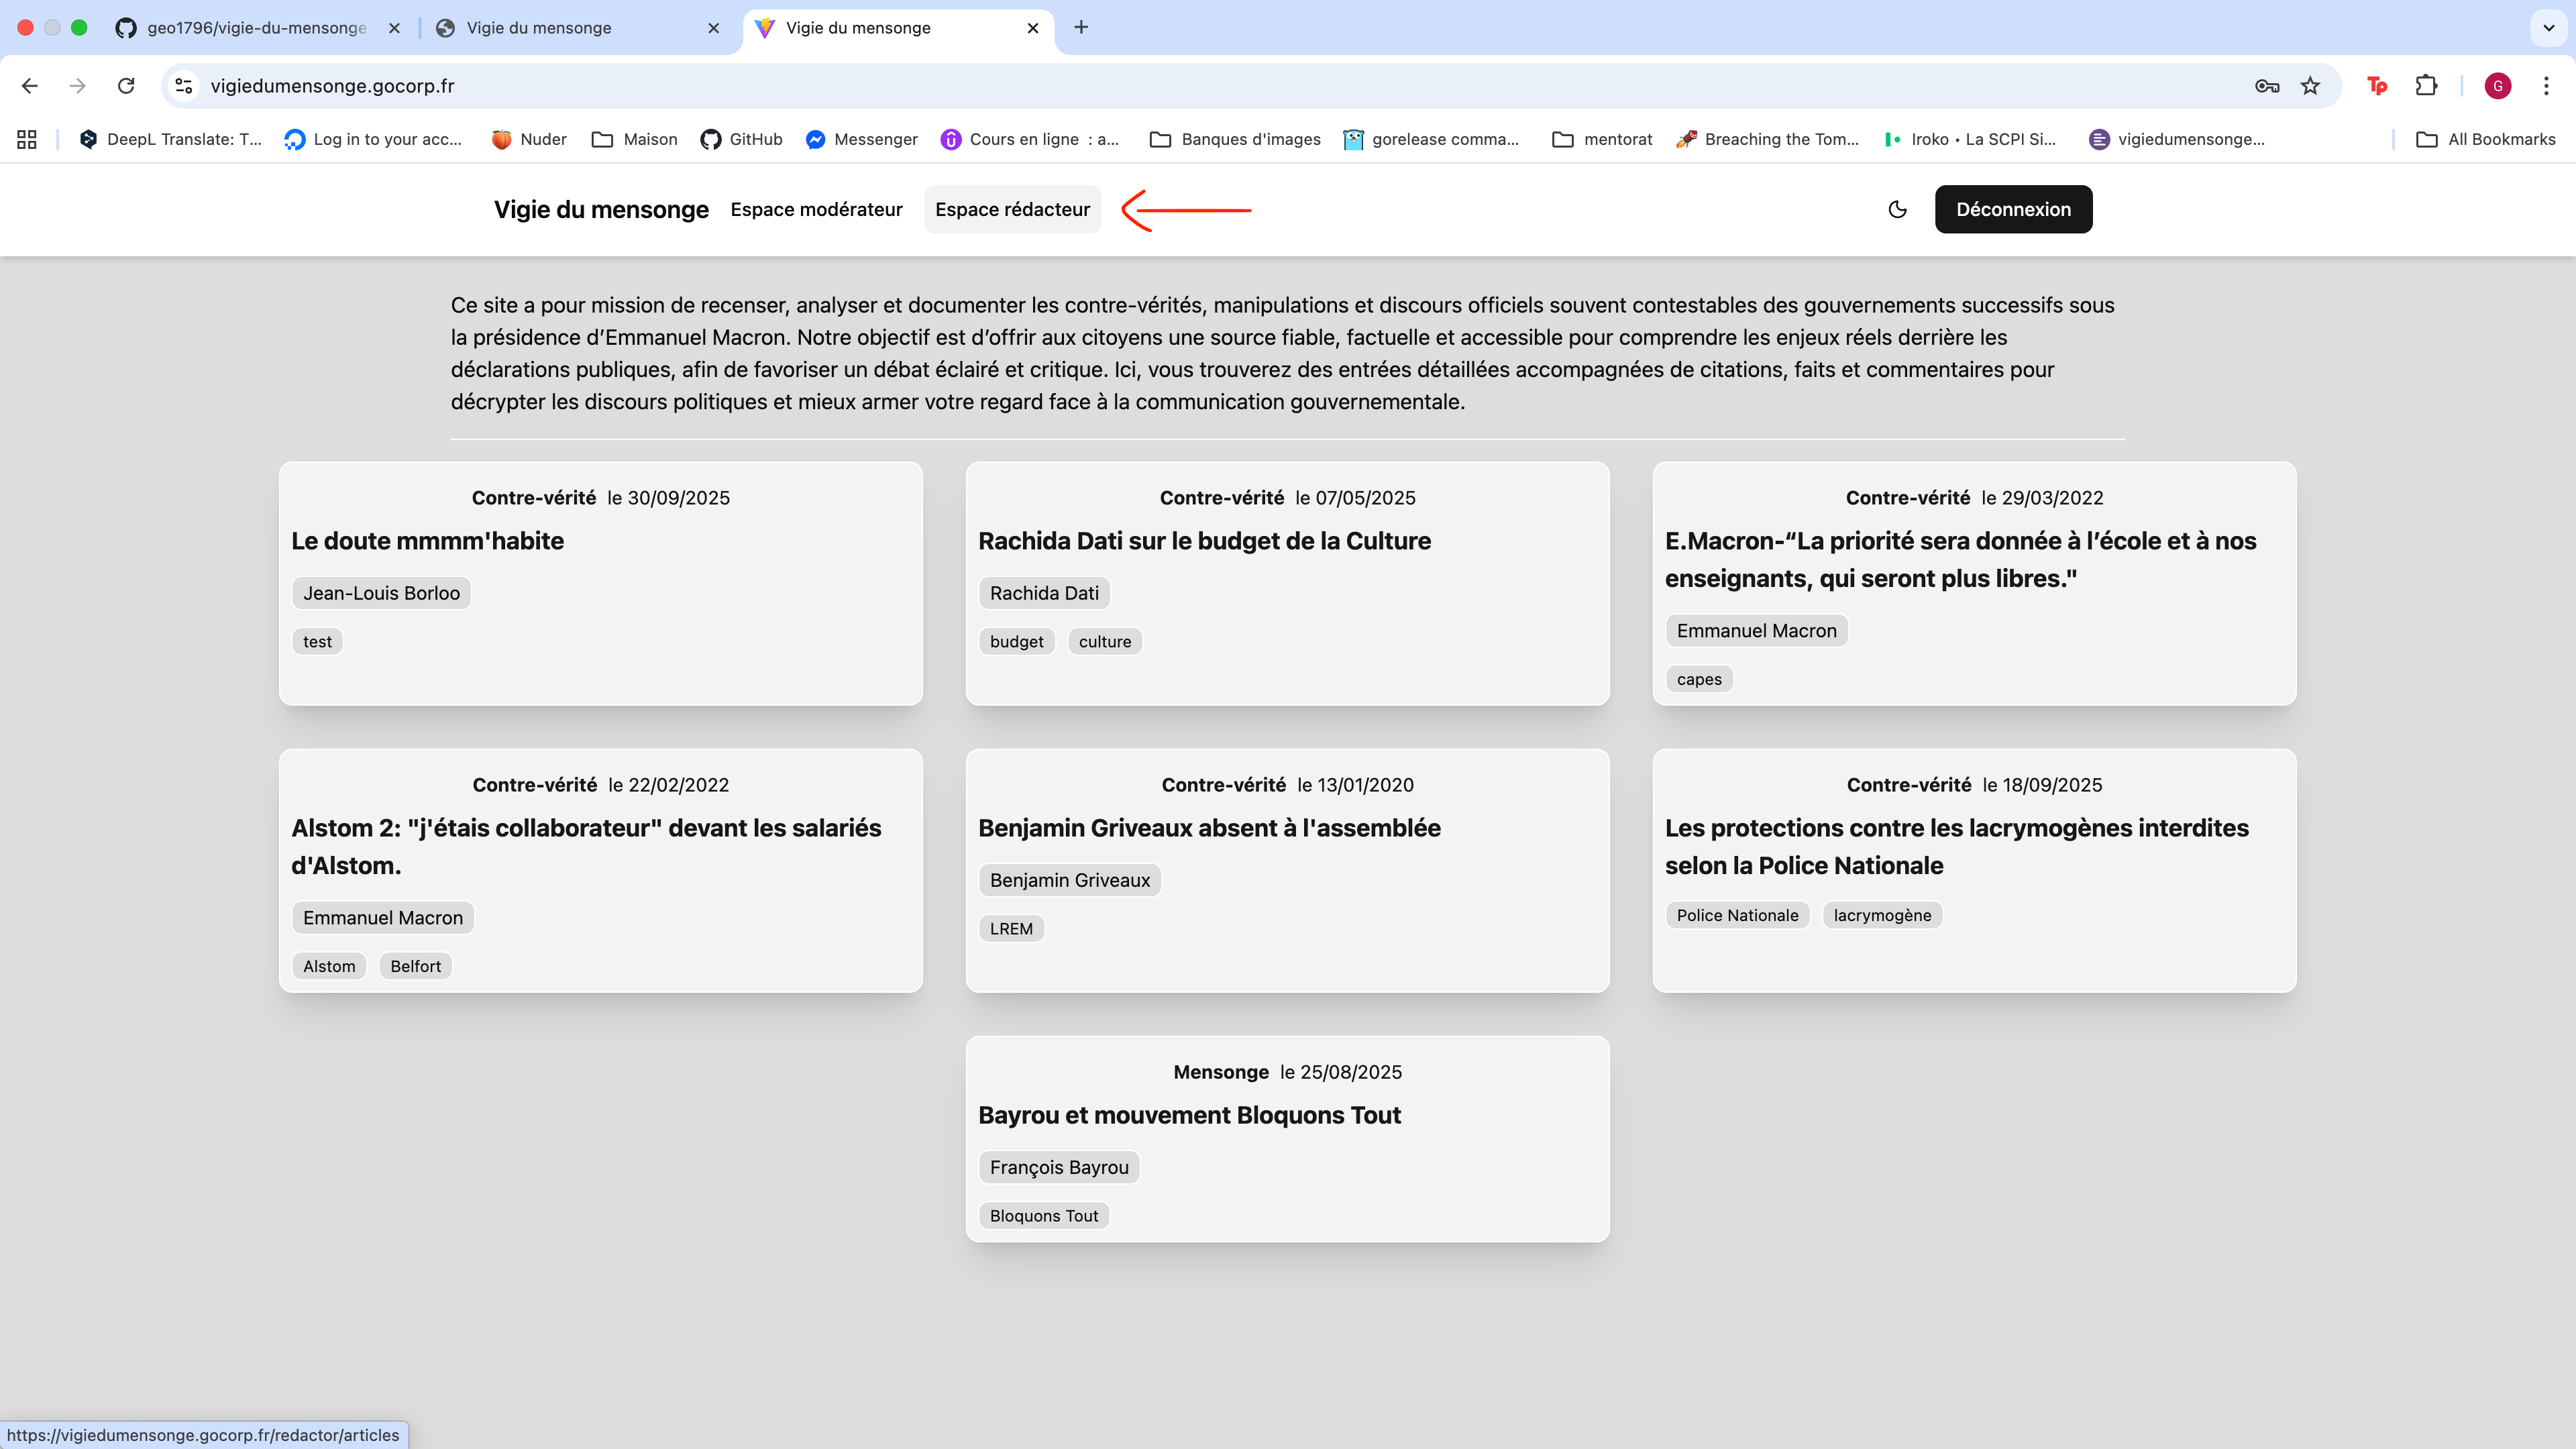 geo1796/vigie-du-mensonge
Vigie du mensonge
Vigie du mensonge
vigiedumensonge.gocorp.fr
Tp
G
DeepL Translate: T...
Log in to your acc...
Nuder
Maison
GitHub
Messenger
Cours en ligne : a...
Banques d'images
gorelease comma...
mentorat
Breaching the Tom...
Iroko • La SCPI Si...
vigiedumensonge...
All Bookmarks
Vigie du mensonge
Espace modérateur
Espace rédacteur
Déconnexion
Ce site a pour mission de recenser, analyser et documenter les contre-vérités, manipulations et discours officiels souvent contestables des gouvernements successifs sous
la présidence d’Emmanuel Macron. Notre objectif est d’offrir aux citoyens une source fiable, factuelle et accessible pour comprendre les enjeux réels derrière les
déclarations publiques, afin de favoriser un débat éclairé et critique. Ici, vous trouverez des entrées détaillées accompagnées de citations, faits et commentaires pour
décrypter les discours politiques et mieux armer votre regard face à la communication gouvernementale.
Contre-vérité le 30/09/2025
Le doute mmmm'habite
Jean-Louis Borloo
test
Contre-vérité le 07/05/2025
Rachida Dati sur le budget de la Culture
Rachida Dati
budget culture
Contre-vérité le 29/03/2022
E.Macron-“La priorité sera donnée à l’école et à nos
enseignants, qui seront plus libres."
Emmanuel Macron
capes
Contre-vérité le 22/02/2022
Alstom 2: "j'étais collaborateur" devant les salariés
d'Alstom.
Emmanuel Macron
Alstom Belfort
Contre-vérité le 13/01/2020
Benjamin Griveaux absent à l'assemblée
Benjamin Griveaux
LREM
Contre-vérité le 18/09/2025
Les protections contre les lacrymogènes interdites
selon la Police Nationale
Police Nationale lacrymogène
Mensonge le 25/08/2025
Bayrou et mouvement Bloquons Tout
François Bayrou
Bloquons Tout
https://vigiedumensonge.gocorp.fr/redactor/articles